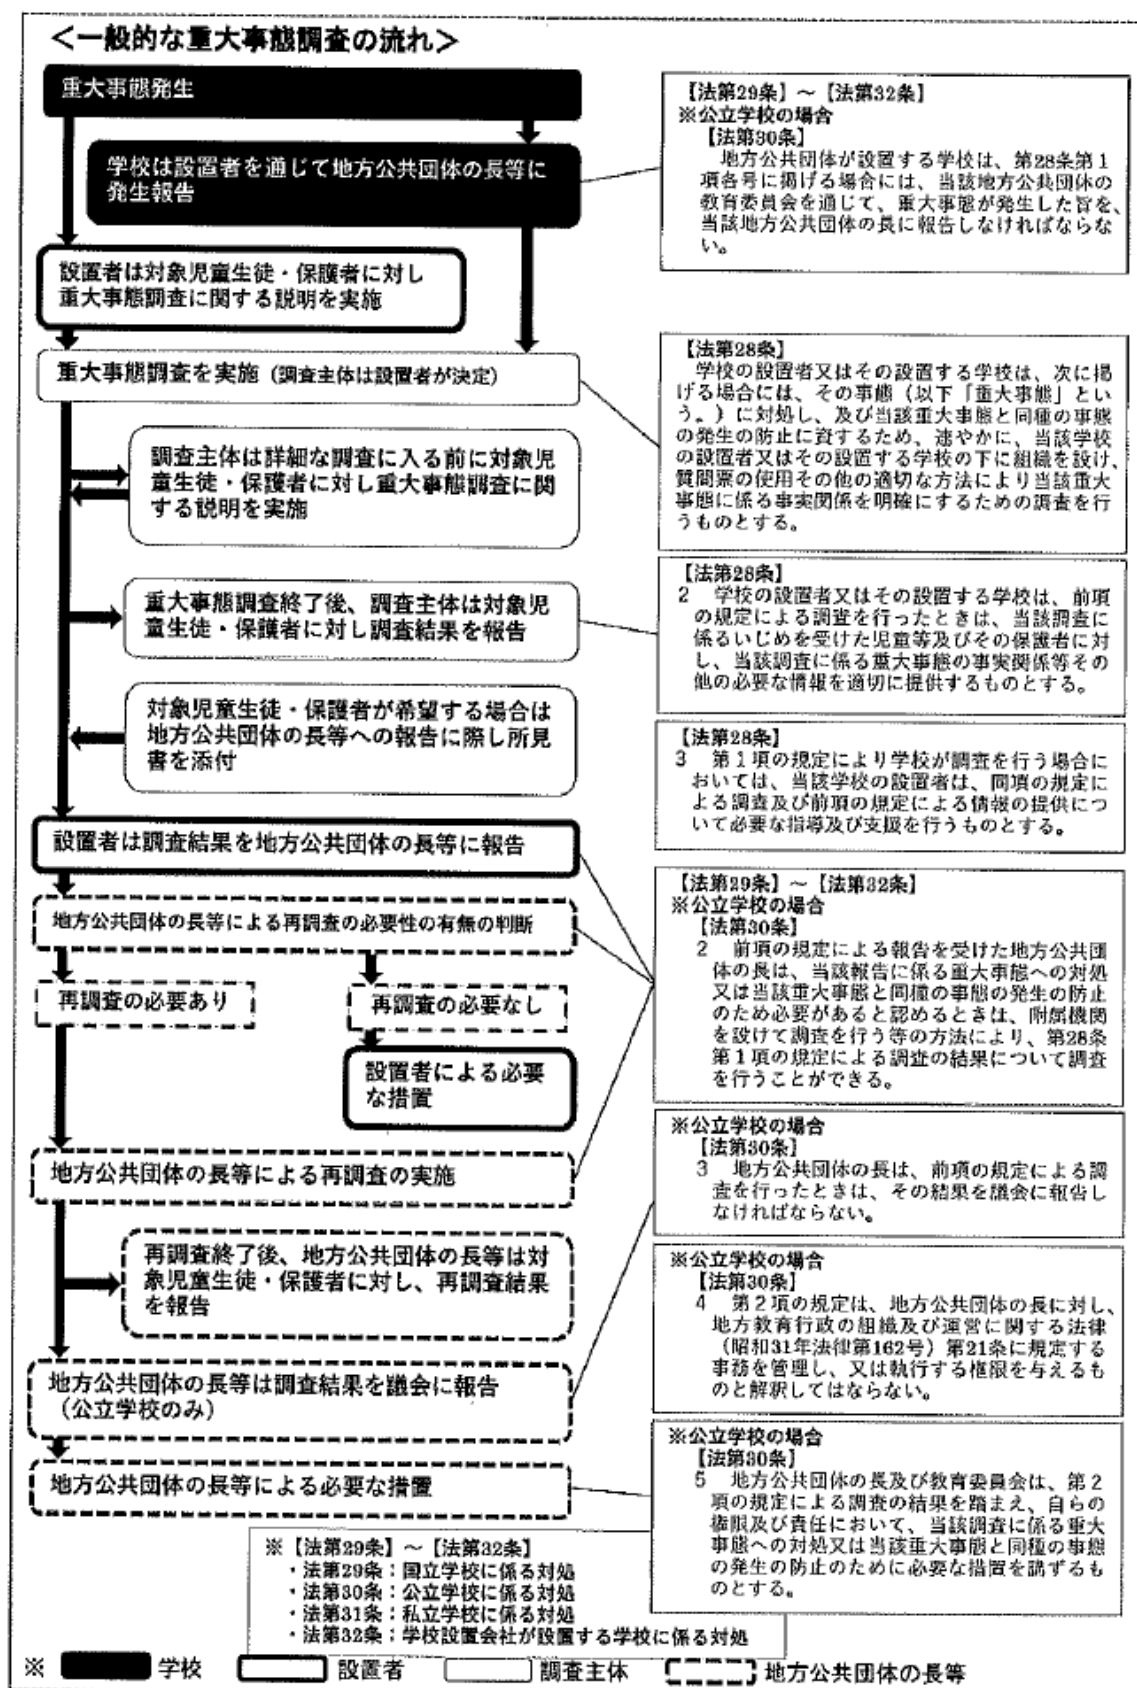 ＜一般的な重大事態調査の流れ＞
重大事態発生
学校は設置者を通じて地方公共団体の長等に
発生報告
設置者は対象児童生徒・保護者に対し
重大事態調査に関する説明を実施
重大事態調査を実施（調査主体は設置者が決定）
調査主体は詳細な調査に入る前に対象児
童生徒・保護者に対し重大事態調査に関
する説明を実施
重大事態調査終了後、調査主体は対象児
童生徒・保護者に対し調査結果を報告
対象児童生徒・保護者が希望する場合は
地方公共団体の長等への報告に際し所見
書を添付
設置者は調査結果を地方公共団体の長等に報告
地方公共団体の長等による再調査の必要性の有無の判断
再調査の必要あり
再調査の必要なし
設置者による必要
な措置
地方公共団体の長等による再調査の実施
再調査終了後、地方公共団体の長等は対
象児童生徒・保護者に対し、再調査結果
を報告
地方公共団体の長等は調査結果を議会に報告
（公立学校のみ）
地方公共団体の長等による必要な措置
【法第29条】～【法第32条】
※公立学校の場合
【法第30条】
地方公共団体が設置する学校は、第28条第１
項各号に掲げる場合には、当該地方公共団体の
教育委員会を通じて、重大事態が発生した旨を、
当該地方公共団体の長に報告しなければならな
い。
【法第28条】
学校の設置者又はその設置する学校は、次に掲
げる場合には、その事態（以下「重大事態」とい
う。）に対処し、及び当該重大事態と同種の事態
の発生の防止に資するため、速やかに、当該学校
の設置者又はその設置する学校の下に組織を設け、
質問票の使用その他の適切な方法により当該重大
事態に係る事実関係を明確にするための調査を行
うものとする。
【法第28条】
２　学校の設置者又はその設置する学校は、前項
の規定による調査を行ったときは、当該調査に
係るいじめを受けた児童等及びその保護者に対
し、当該調査に係る重大事態の事実関係等その
他の必要な情報を適切に提供するものとする。
【法第28条】
３　第１項の規定により学校が調査を行う場合に
おいては、当該学校の設置者は、同項の規定に
よる調査及び前項の規定による情報の提供につ
いて必要な指導及び支援を行うものとする。
【法第29条】～【法第32条】
※公立学校の場合
【法第30条】
２　前項の規定による報告を受けた地方公共団
体の長は、当該報告に係る重大事態への対処
又は当該重大事態と同種の事態の発生の防止
のため必要があると認めるときは、附属機関
を設けて調査を行う等の方法により、第28条
第１項の規定による調査の結果について調査
を行うことができる。
※公立学校の場合
【法第30条】
３　地方公共団体の長は、前項の規定による調
査を行ったときは、その結果を議会に報告し
なければならない。
※公立学校の場合
【法第30条】
４　第２項の規定は、地方公共団体の長に対し、
地方教育行政の組織及び運営に関する法律
（昭和31年法律第162号）第21条に規定する
事務を管理し、又は執行する権限を与えるも
のと解釈してはならない。
※公立学校の場合
【法第30条】
５　地方公共団体の長及び教育委員会は、第２
項の規定による調査の結果を踏まえ、自らの
権限及び責任において、当該調査に係る重大
事態への対処又は当該重大事態と同種の事態
の発生の防止のために必要な措置を講ずるも
のとする。
※【法第29条】～【法第32条】
・法第29条：国立学校に係る対処
・法第30条：公立学校に係る対処
・法第31条：私立学校に係る対処
・法第32条：学校設置会社が設置する学校に係る対処
※ 学校 設置者 調査主体 地方公共団体の長等